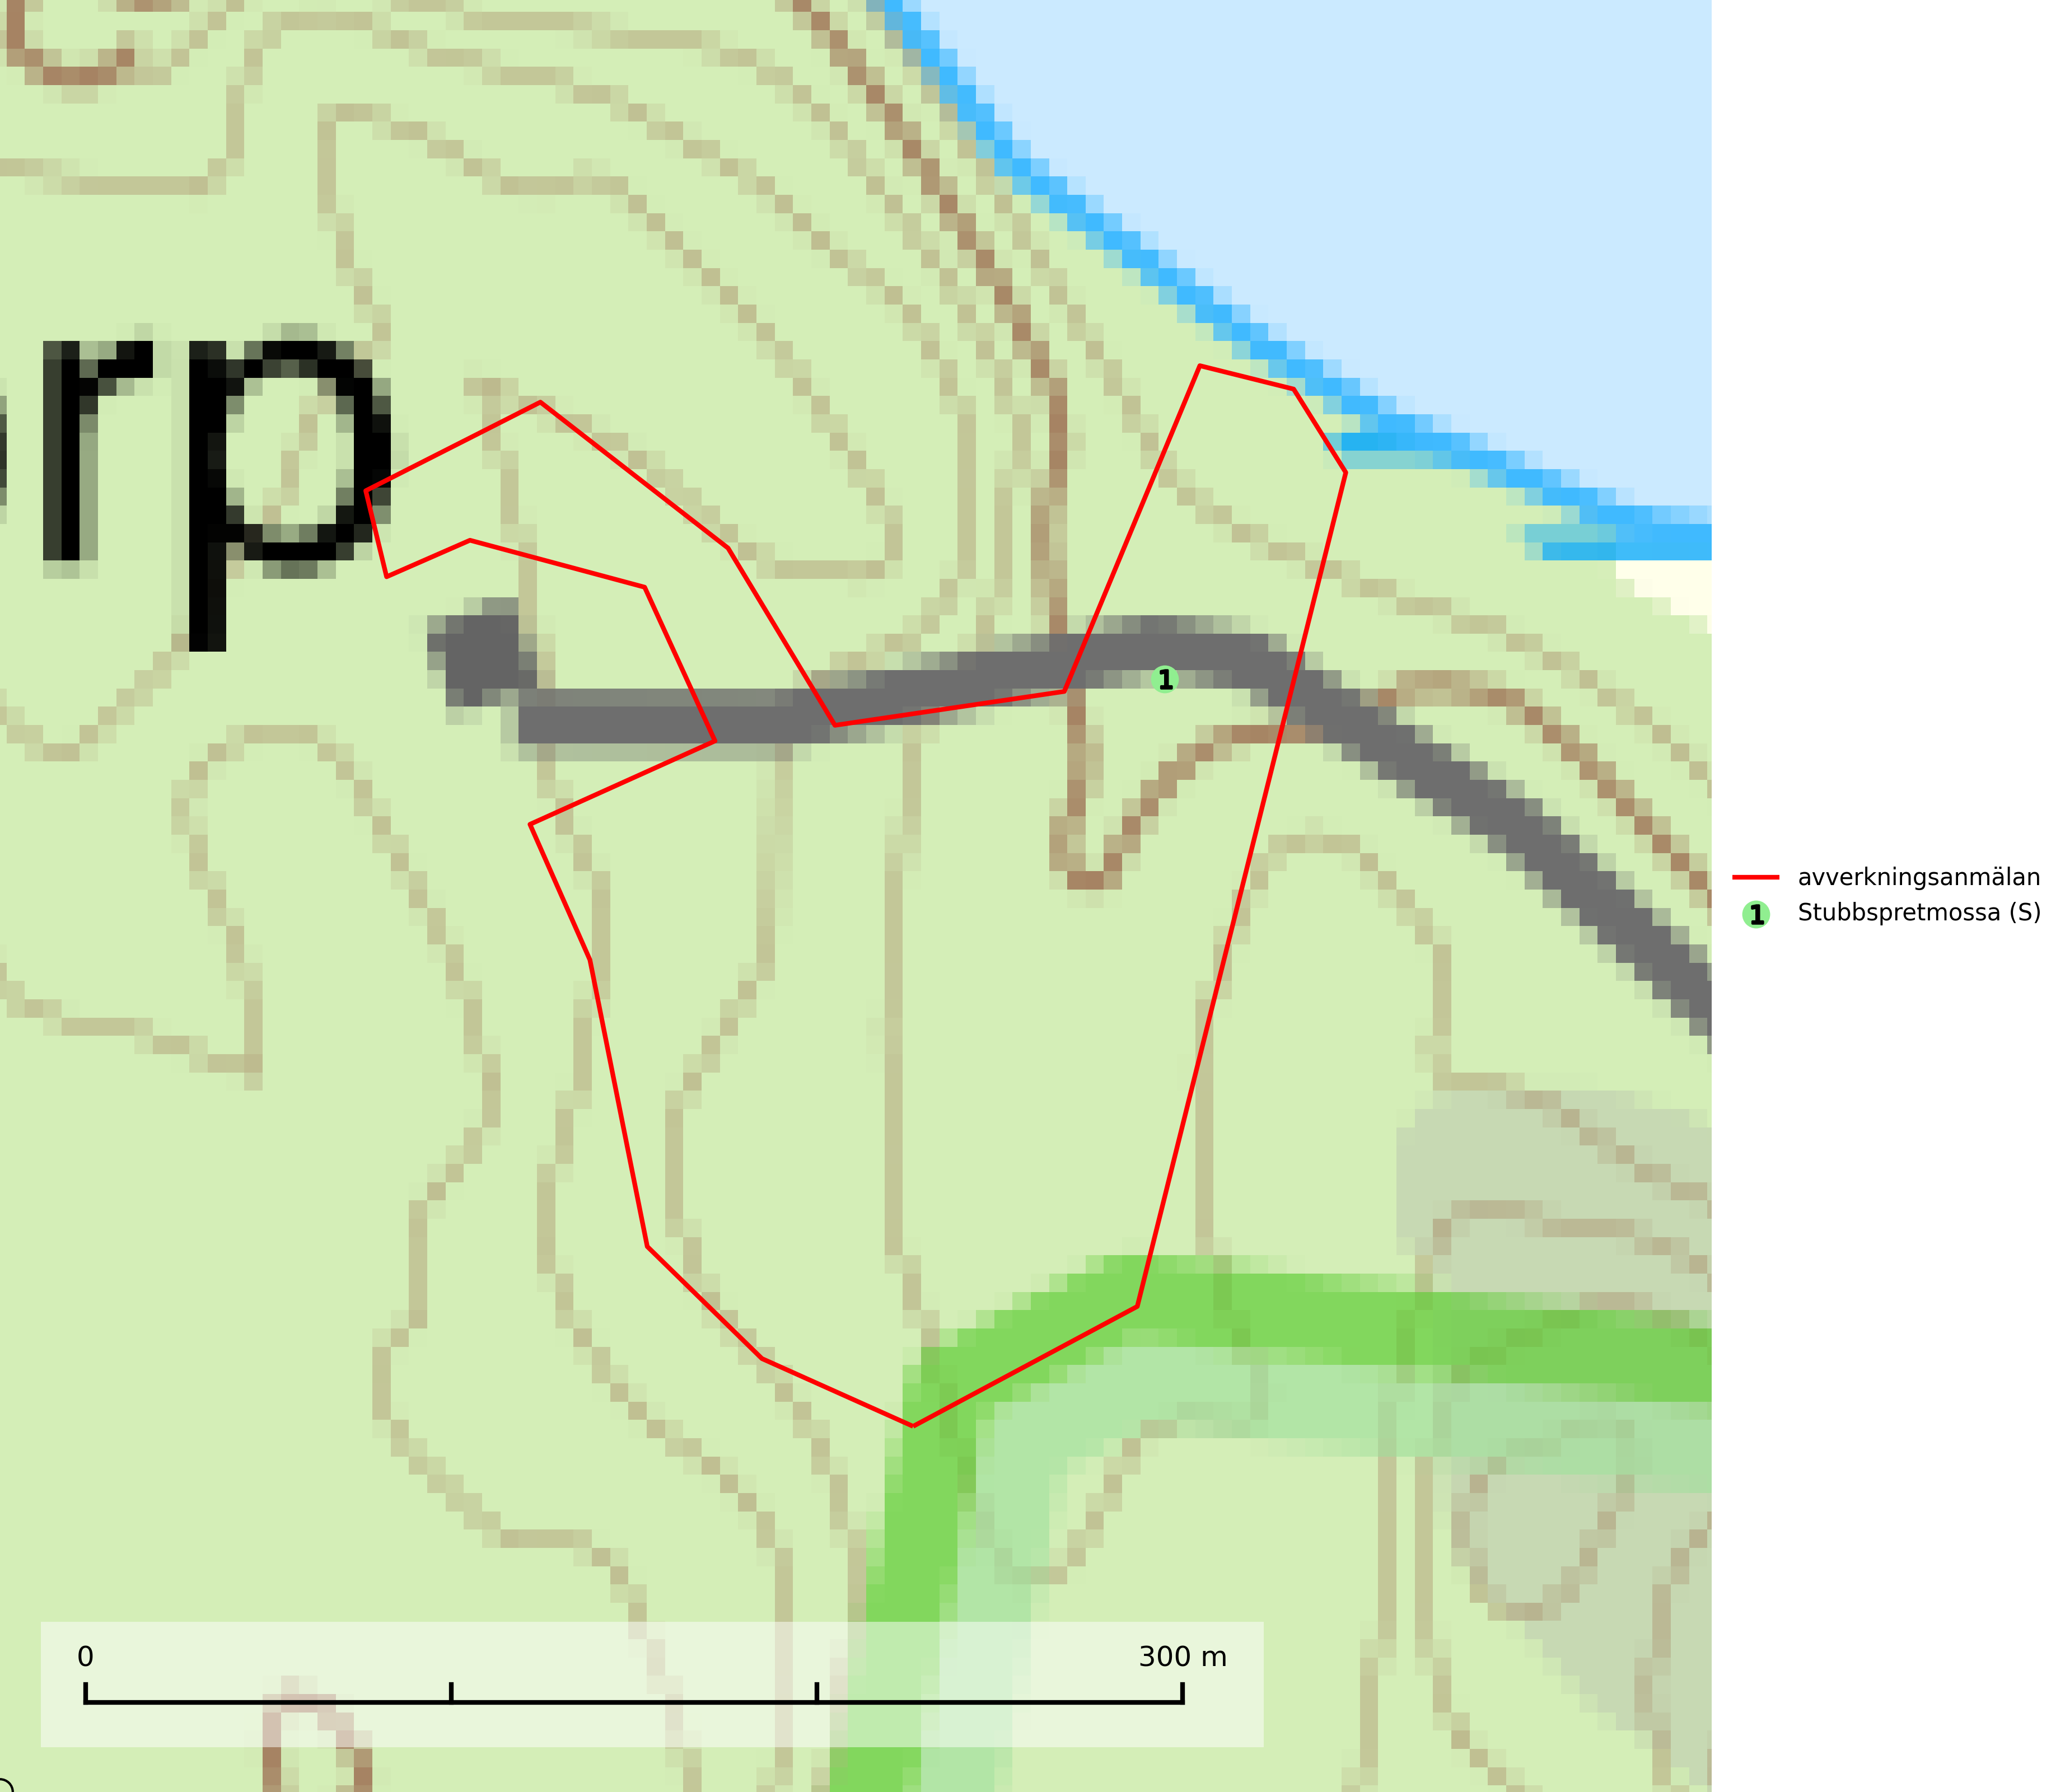 rp
1
avverkningsanmälan
1 Stubbspretmossa (S)
0 300 m